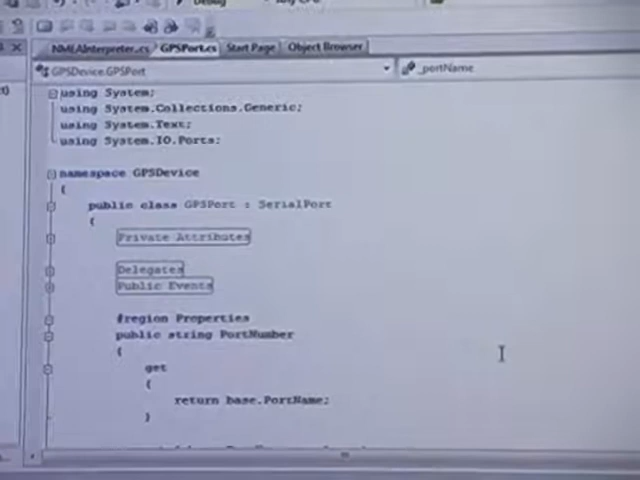 Debug
NMEAInterpreter.cs GPSPort.cs Start Page Object Browser
GPSDevice.GPSPort _portName
using System;
using System.Collections.Generic;
using System.Text;
using System.IO.Ports;
namespace GPSDevice
{
public class GPSPort : SerialPort
{
Private Attributes
Delegates
Public Events
#region Properties
public string PortNumber
{
get
{
return base.PortName;
}